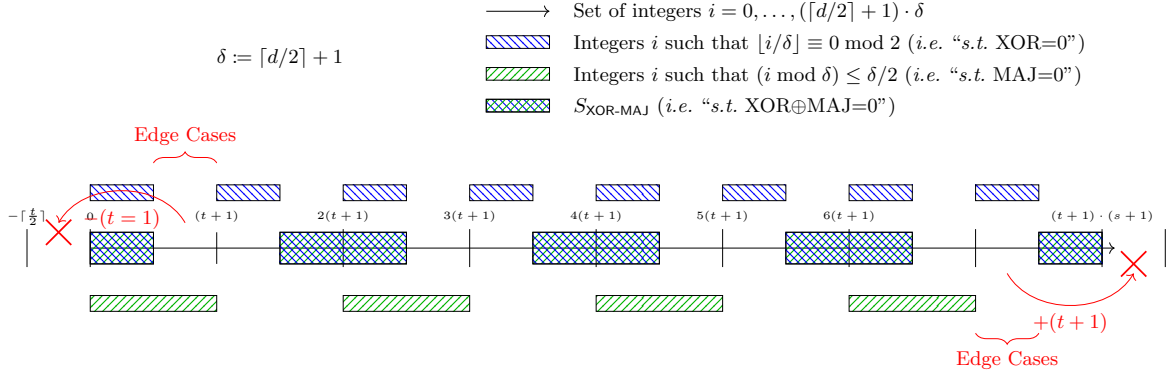 Set of integers i = 0, . . . , (⌈d/2⌉ + 1) · δ
δ := ⌈d/2⌉ + 1
Integers i such that ⌊i/δ⌋ ≡ 0 mod 2 (i.e. “s.t. XOR=0”)
Integers i such that (i mod δ) ≤ δ/2 (i.e. “s.t. MAJ=0”)
S_XOR-MAJ (i.e. “s.t. XOR⊕MAJ=0”)
Edge Cases
−⌈t/2⌉ 0 (t + 1) 2(t + 1) 3(t + 1) 4(t + 1) 5(t + 1) 6(t + 1) (t + 1) · (s + 1)
−(t = 1)
+(t + 1)
Edge Cases